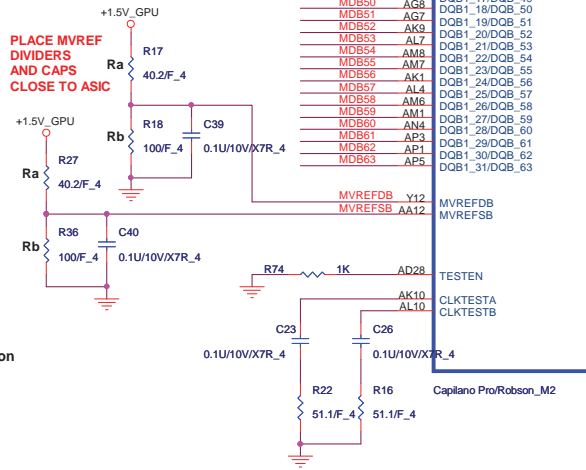 MDB50 AG8 DQB1_18/DQB_50
MDB51 AG7 DQB1_19/DQB_51
MDB52 AK9 DQB1_20/DQB_52
MDB53 AL7 DQB1_21/DQB_53
MDB54 AM8 DQB1_22/DQB_54
MDB55 AM7 DQB1_23/DQB_55
MDB56 AK1 DQB1_24/DQB_56
MDB57 AL4 DQB1_25/DQB_57
MDB58 AM6 DQB1_26/DQB_58
MDB59 AM1 DQB1_27/DQB_59
MDB60 AN4 DQB1_28/DQB_60
MDB61 AP3 DQB1_29/DQB_61
MDB62 AP1 DQB1_30/DQB_62
MDB63 AP5 DQB1_31/DQB_63
+1.5V_GPU
PLACE MVREF
DIVIDERS
AND CAPS
CLOSE TO ASIC
Ra
R17
40.2/F_4
Rb
R18
100/F_4
C39
0.1U/10V/X7R_4
+1.5V_GPU
Ra
R27
40.2/F_4
Rb
R36
100/F_4
C40
0.1U/10V/X7R_4
MVREFDB Y12 MVREFDB
MVREFSB AA12 MVREFSB
R74 1K AD28 TESTEN
AK10 CLKTESTA
AL10 CLKTESTB
C23
0.1U/10V/X7R_4
C26
0.1U/10V/X7R_4
R22
51.1/F_4
R16
51.1/F_4
on
Capilano Pro/Robson_M2